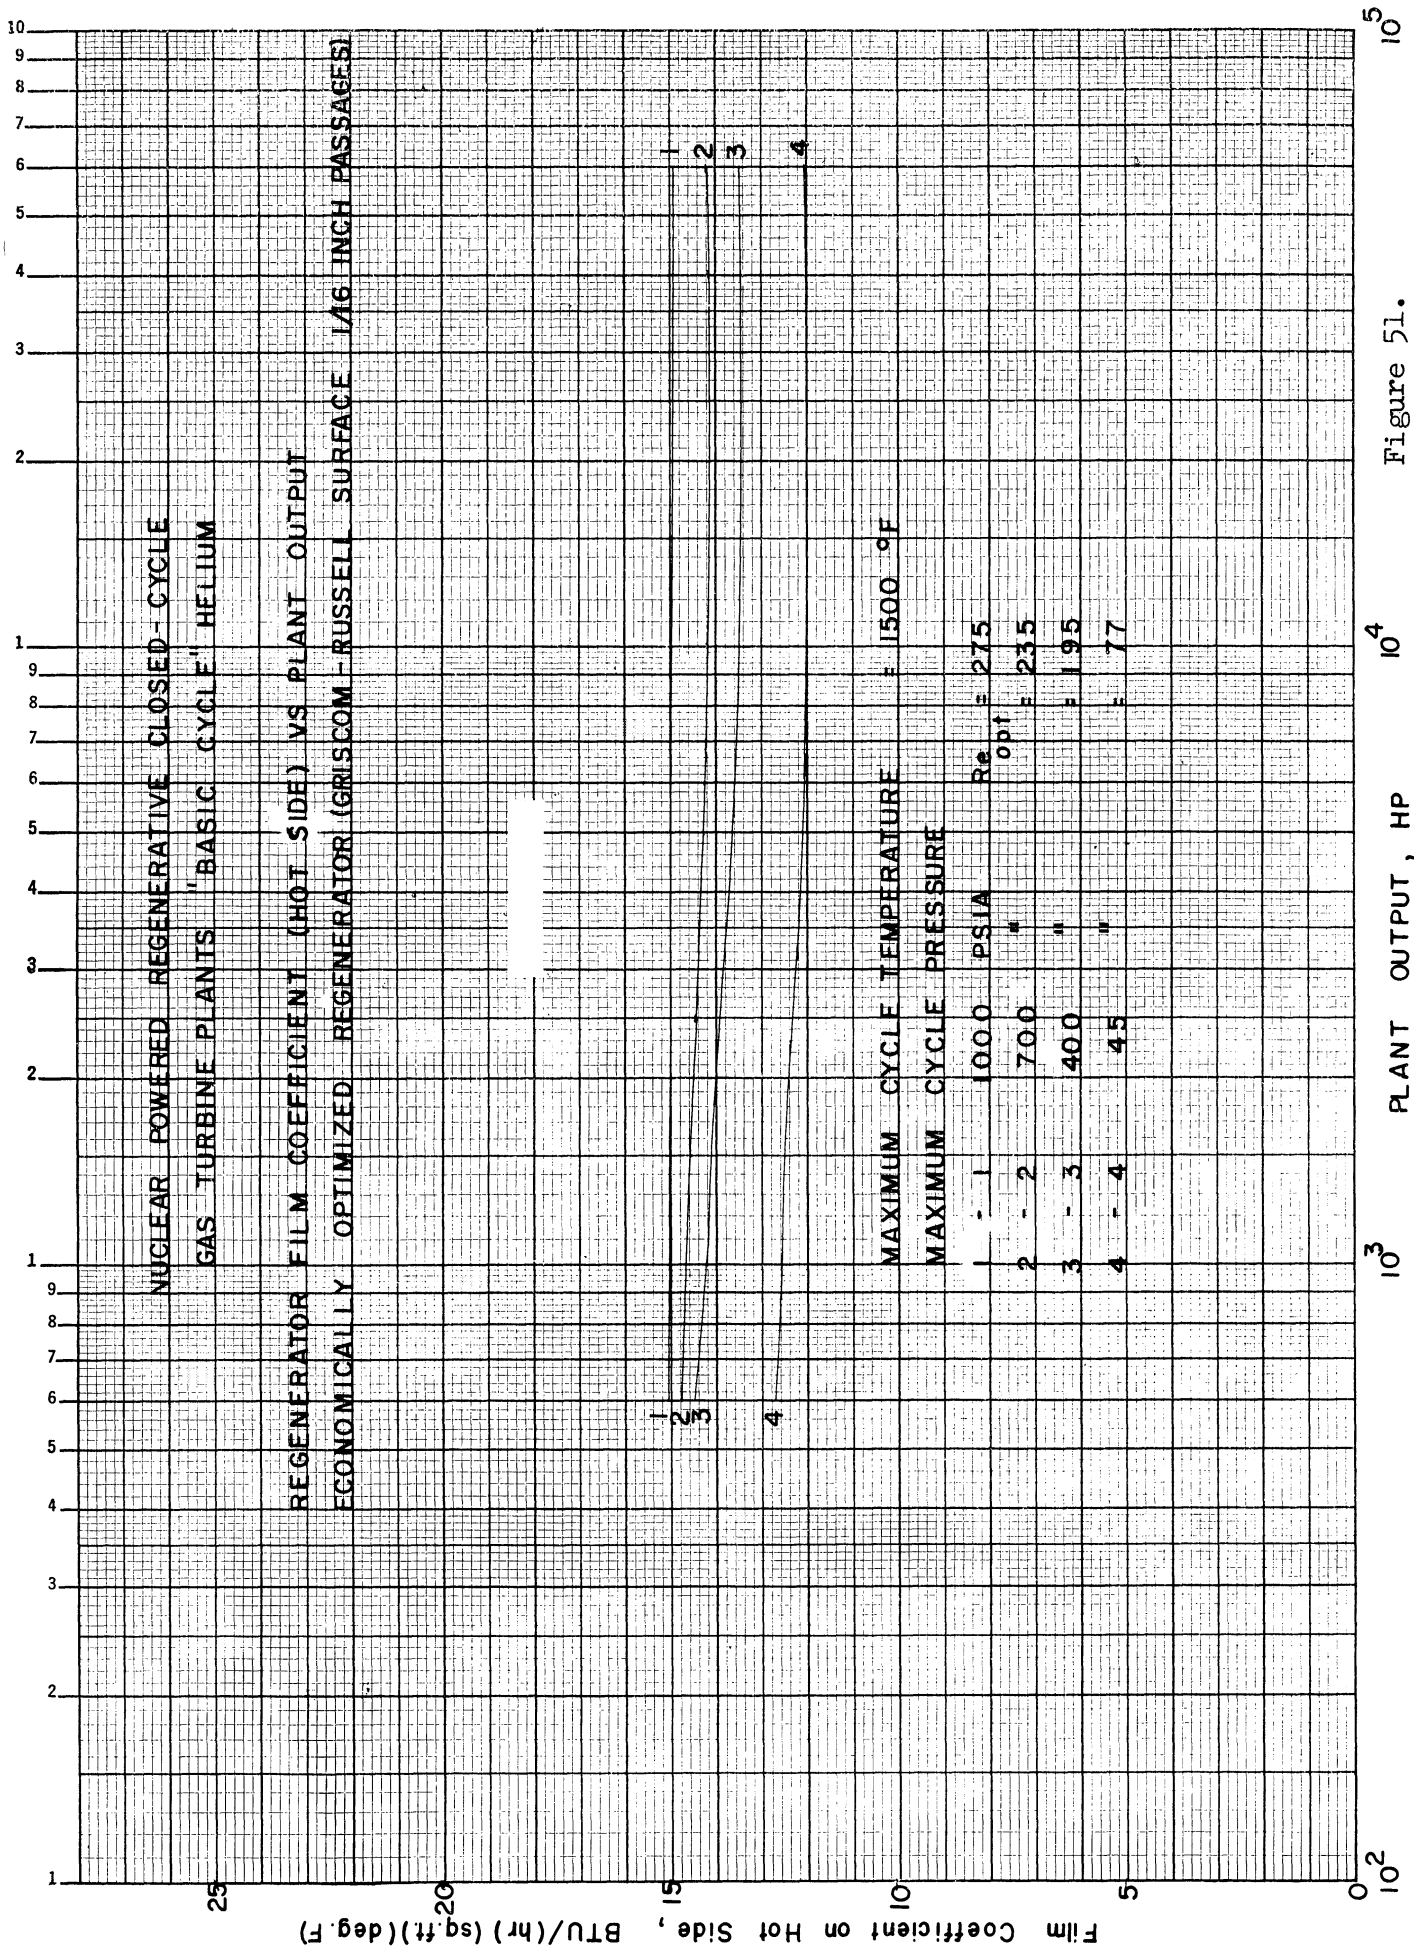 NUCLEAR POWERED REGENERATIVE CLOSED-CYCLE
GAS TURBINE PLANTS "BASIC CYCLE" HELIUM
REGENERATOR FILM COEFFICIENT (HOT SIDE) VS PLANT OUTPUT
ECONOMICALLY OPTIMIZED REGENERATOR (GRISCOM-RUSSELL SURFACE 1/16 INCH PASSAGES)
1 2 3 4 5 6 7 8 9 1 2 3 4 5 6 7 8 9 1 2 3 4 5 6 7 8 9 10
25
20
15
10
5
0
Film Coefficient on Hot Side, BTU/(hr)(sq.ft.)(deg.F)
1
2
3
4
1
2
3
4
MAXIMUM CYCLE TEMPERATURE = 1500 °F
MAXIMUM CYCLE PRESSURE
1 - 1 1000 PSIA Re opt = 275
2 - 2 700 " = 235
3 - 3 400 " = 195
4 - 4 45 " = 77
10² 10³ 10⁴ 10⁵
PLANT OUTPUT, HP
Figure 51.